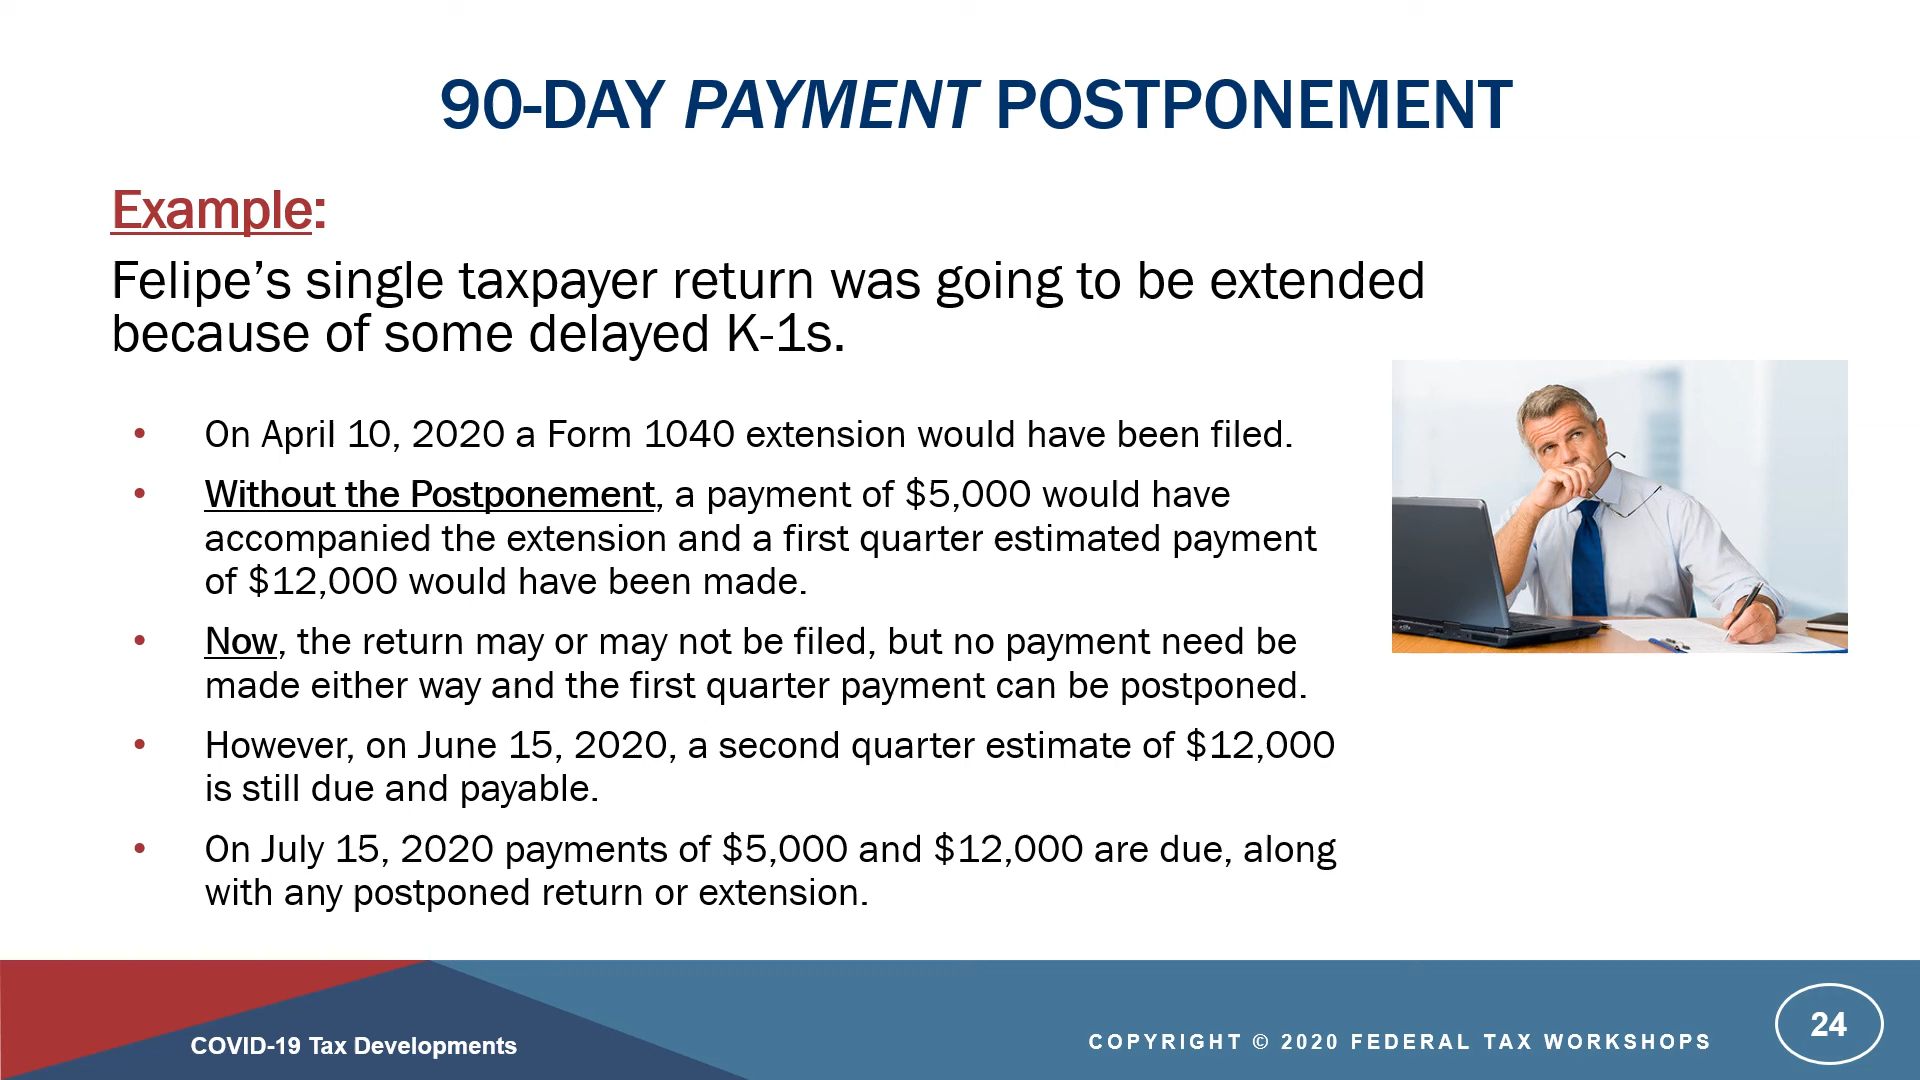 90-DAY PAYMENT POSTPONEMENT
Example:
Felipe’s single taxpayer return was going to be extended
because of some delayed K-1s.
• On April 10, 2020 a Form 1040 extension would have been filed.
• Without the Postponement, a payment of $5,000 would have
accompanied the extension and a first quarter estimated payment
of $12,000 would have been made.
• Now, the return may or may not be filed, but no payment need be
made either way and the first quarter payment can be postponed.
• However, on June 15, 2020, a second quarter estimate of $12,000
is still due and payable.
• On July 15, 2020 payments of $5,000 and $12,000 are due, along
with any postponed return or extension.
COVID-19 Tax Developments
COPYRIGHT © 2020 FEDERAL TAX WORKSHOPS
24